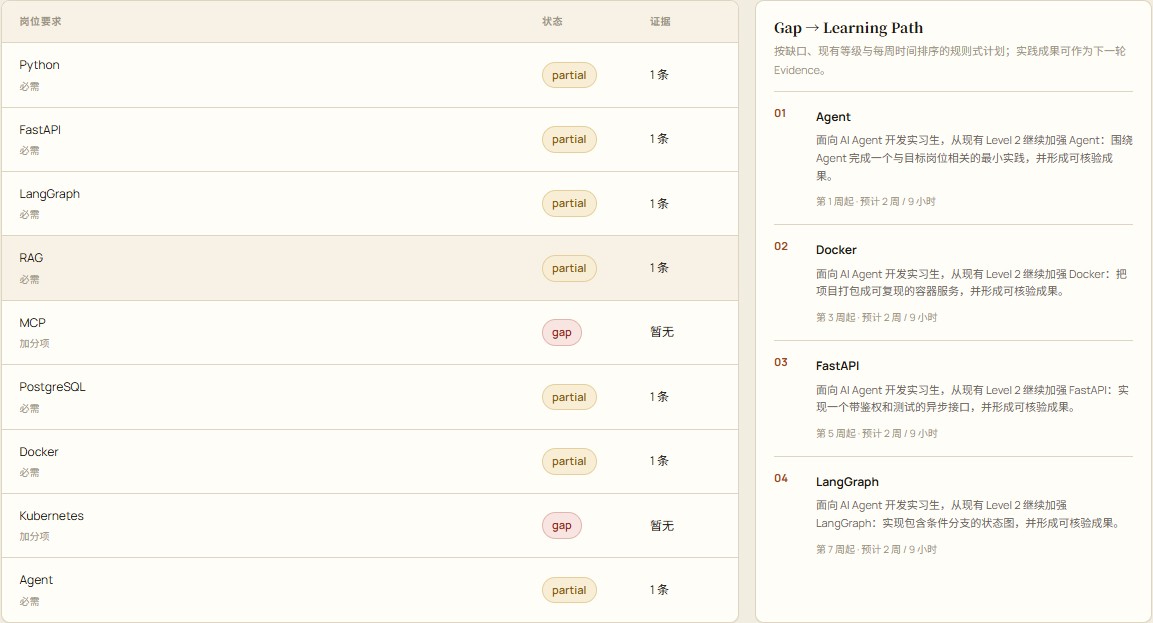 岗位要求 状态 证据
Python partial 1 条
必需
FastAPI partial 1 条
必需
LangGraph partial 1 条
必需
RAG partial 1 条
必需
MCP gap 暂无
加分项
PostgreSQL partial 1 条
必需
Docker partial 1 条
必需
Kubernetes gap 暂无
加分项
Agent partial 1 条
必需
Gap → Learning Path
按缺口、现有等级与每周时间排序的规则式计划；实践成果可作为下一轮
Evidence。
01 Agent
面向 AI Agent 开发实习生，从现有 Level 2 继续加强 Agent：围绕
Agent 完成一个与目标岗位相关的最小实践，并形成可核验成
果。
第 1 周起 · 预计 2 周 / 9 小时
02 Docker
面向 AI Agent 开发实习生，从现有 Level 2 继续加强 Docker：把
项目打包成可复现的容器服务，并形成可核验成果。
第 3 周起 · 预计 2 周 / 9 小时
03 FastAPI
面向 AI Agent 开发实习生，从现有 Level 2 继续加强 FastAPI：实
现一个带鉴权和测试的异步接口，并形成可核验成果。
第 5 周起 · 预计 2 周 / 9 小时
04 LangGraph
面向 AI Agent 开发实习生，从现有 Level 2 继续加强
LangGraph：实现包含条件分支的状态图，并形成可核验成果。
第 7 周起 · 预计 2 周 / 9 小时